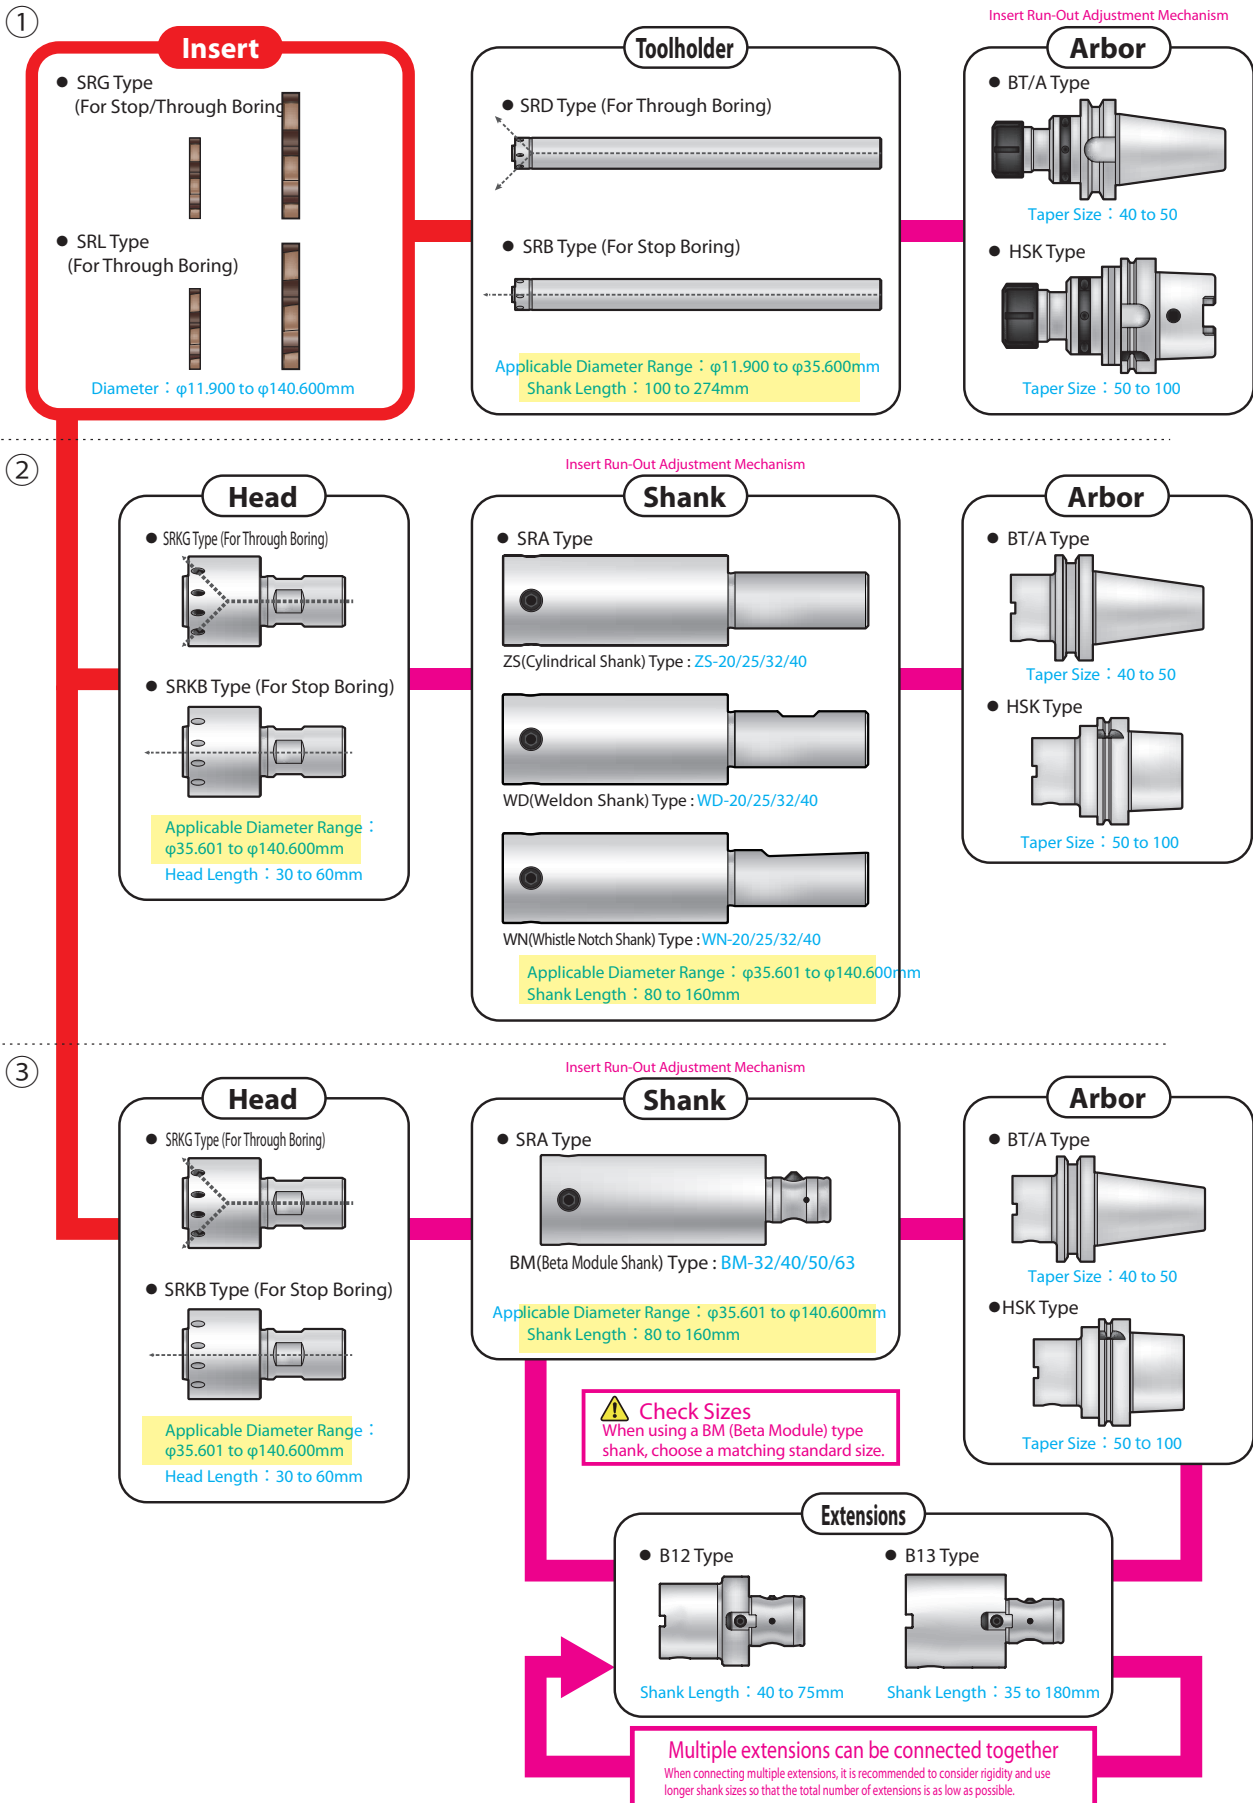 ①
Insert
● SRG Type
(For Stop/Through Boring
● SRL Type
(For Through Boring)
Diameter：φ11.900 to φ140.600mm
Toolholder
● SRD Type (For Through Boring)
● SRB Type (For Stop Boring)
Applicable Diameter Range：φ11.900 to φ35.600mm
Shank Length：100 to 274mm
Insert Run-Out Adjustment Mechanism
Arbor
● BT/A Type
Taper Size：40 to 50
● HSK Type
Taper Size：50 to 100
②
Head
● SRKG Type (For Through Boring)
● SRKB Type (For Stop Boring)
Applicable Diameter Range：
φ35.601 to φ140.600mm
Head Length：30 to 60mm
Insert Run-Out Adjustment Mechanism
Shank
● SRA Type
ZS(Cylindrical Shank) Type : ZS-20/25/32/40
WD(Weldon Shank) Type : WD-20/25/32/40
WN(Whistle Notch Shank) Type : WN-20/25/32/40
Applicable Diameter Range：φ35.601 to φ140.600mm
Shank Length：80 to 160mm
Arbor
● BT/A Type
Taper Size：40 to 50
● HSK Type
Taper Size：50 to 100
③
Head
● SRKG Type (For Through Boring)
● SRKB Type (For Stop Boring)
Applicable Diameter Range：
φ35.601 to φ140.600mm
Head Length：30 to 60mm
Insert Run-Out Adjustment Mechanism
Shank
● SRA Type
BM(Beta Module Shank) Type : BM-32/40/50/63
Applicable Diameter Range：φ35.601 to φ140.600mm
Shank Length：80 to 160mm
Arbor
● BT/A Type
Taper Size：40 to 50
●HSK Type
Taper Size：50 to 100
Check Sizes
When using a BM (Beta Module) type
shank, choose a matching standard size.
Extensions
● B12 Type
Shank Length：40 to 75mm
● B13 Type
Shank Length：35 to 180mm
Multiple extensions can be connected together
When connecting multiple extensions, it is recommended to consider rigidity and use
longer shank sizes so that the total number of extensions is as low as possible.